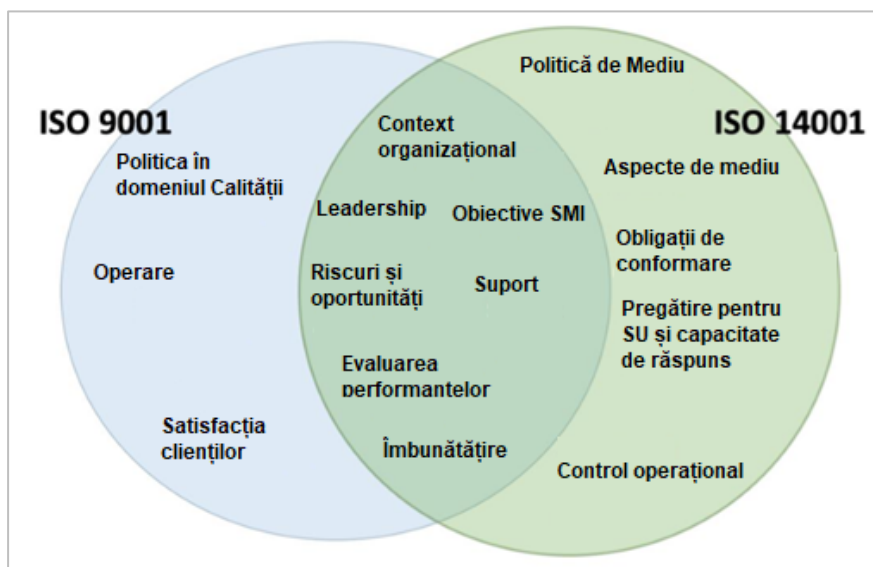 Politică de Mediu
ISO 9001
ISO 14001
Context
organizațional
Politica în
domeniul Calității
Aspecte de mediu
Leadership
Obiective SMI
Obligații de
conformare
Operare
Riscuri și
oportunități
Suport
Pregătire pentru
SU și capacitate
de răspuns
Evaluarea
performanțelor
Satisfacția
clienților
Îmbunătățire
Control operațional